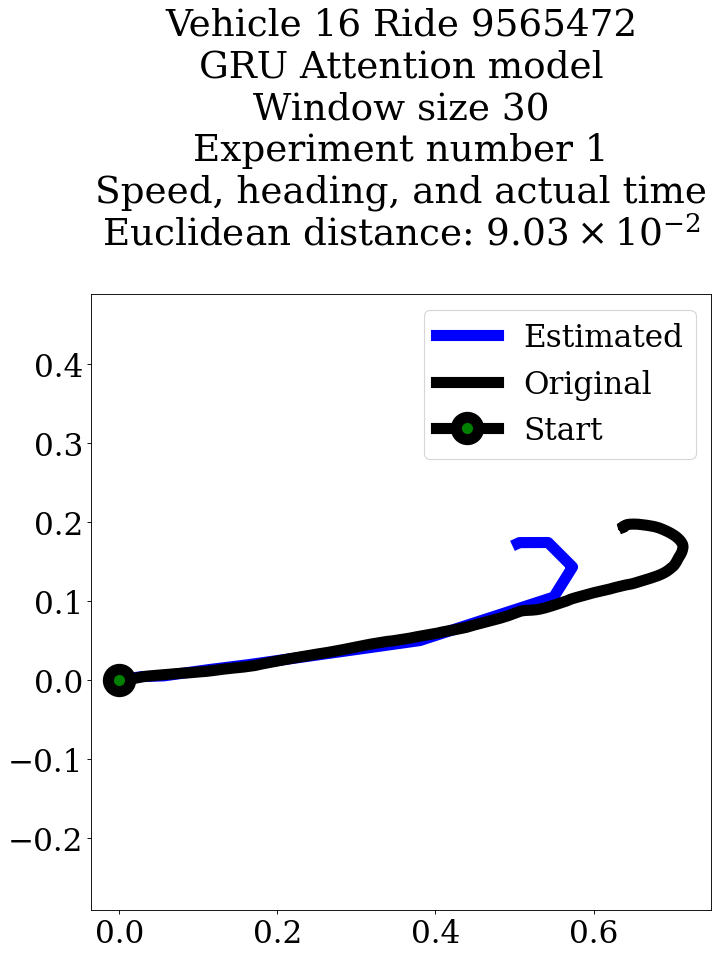 Vehicle 16 Ride 9565472
GRU Attention model
Window size 30
Experiment number 1
Speed, heading, and actual time
Euclidean distance: 9.03 × 10⁻²
Estimated
Original
Start
0.4
0.3
0.2
0.1
0.0
−0.1
−0.2
0.0 0.2 0.4 0.6